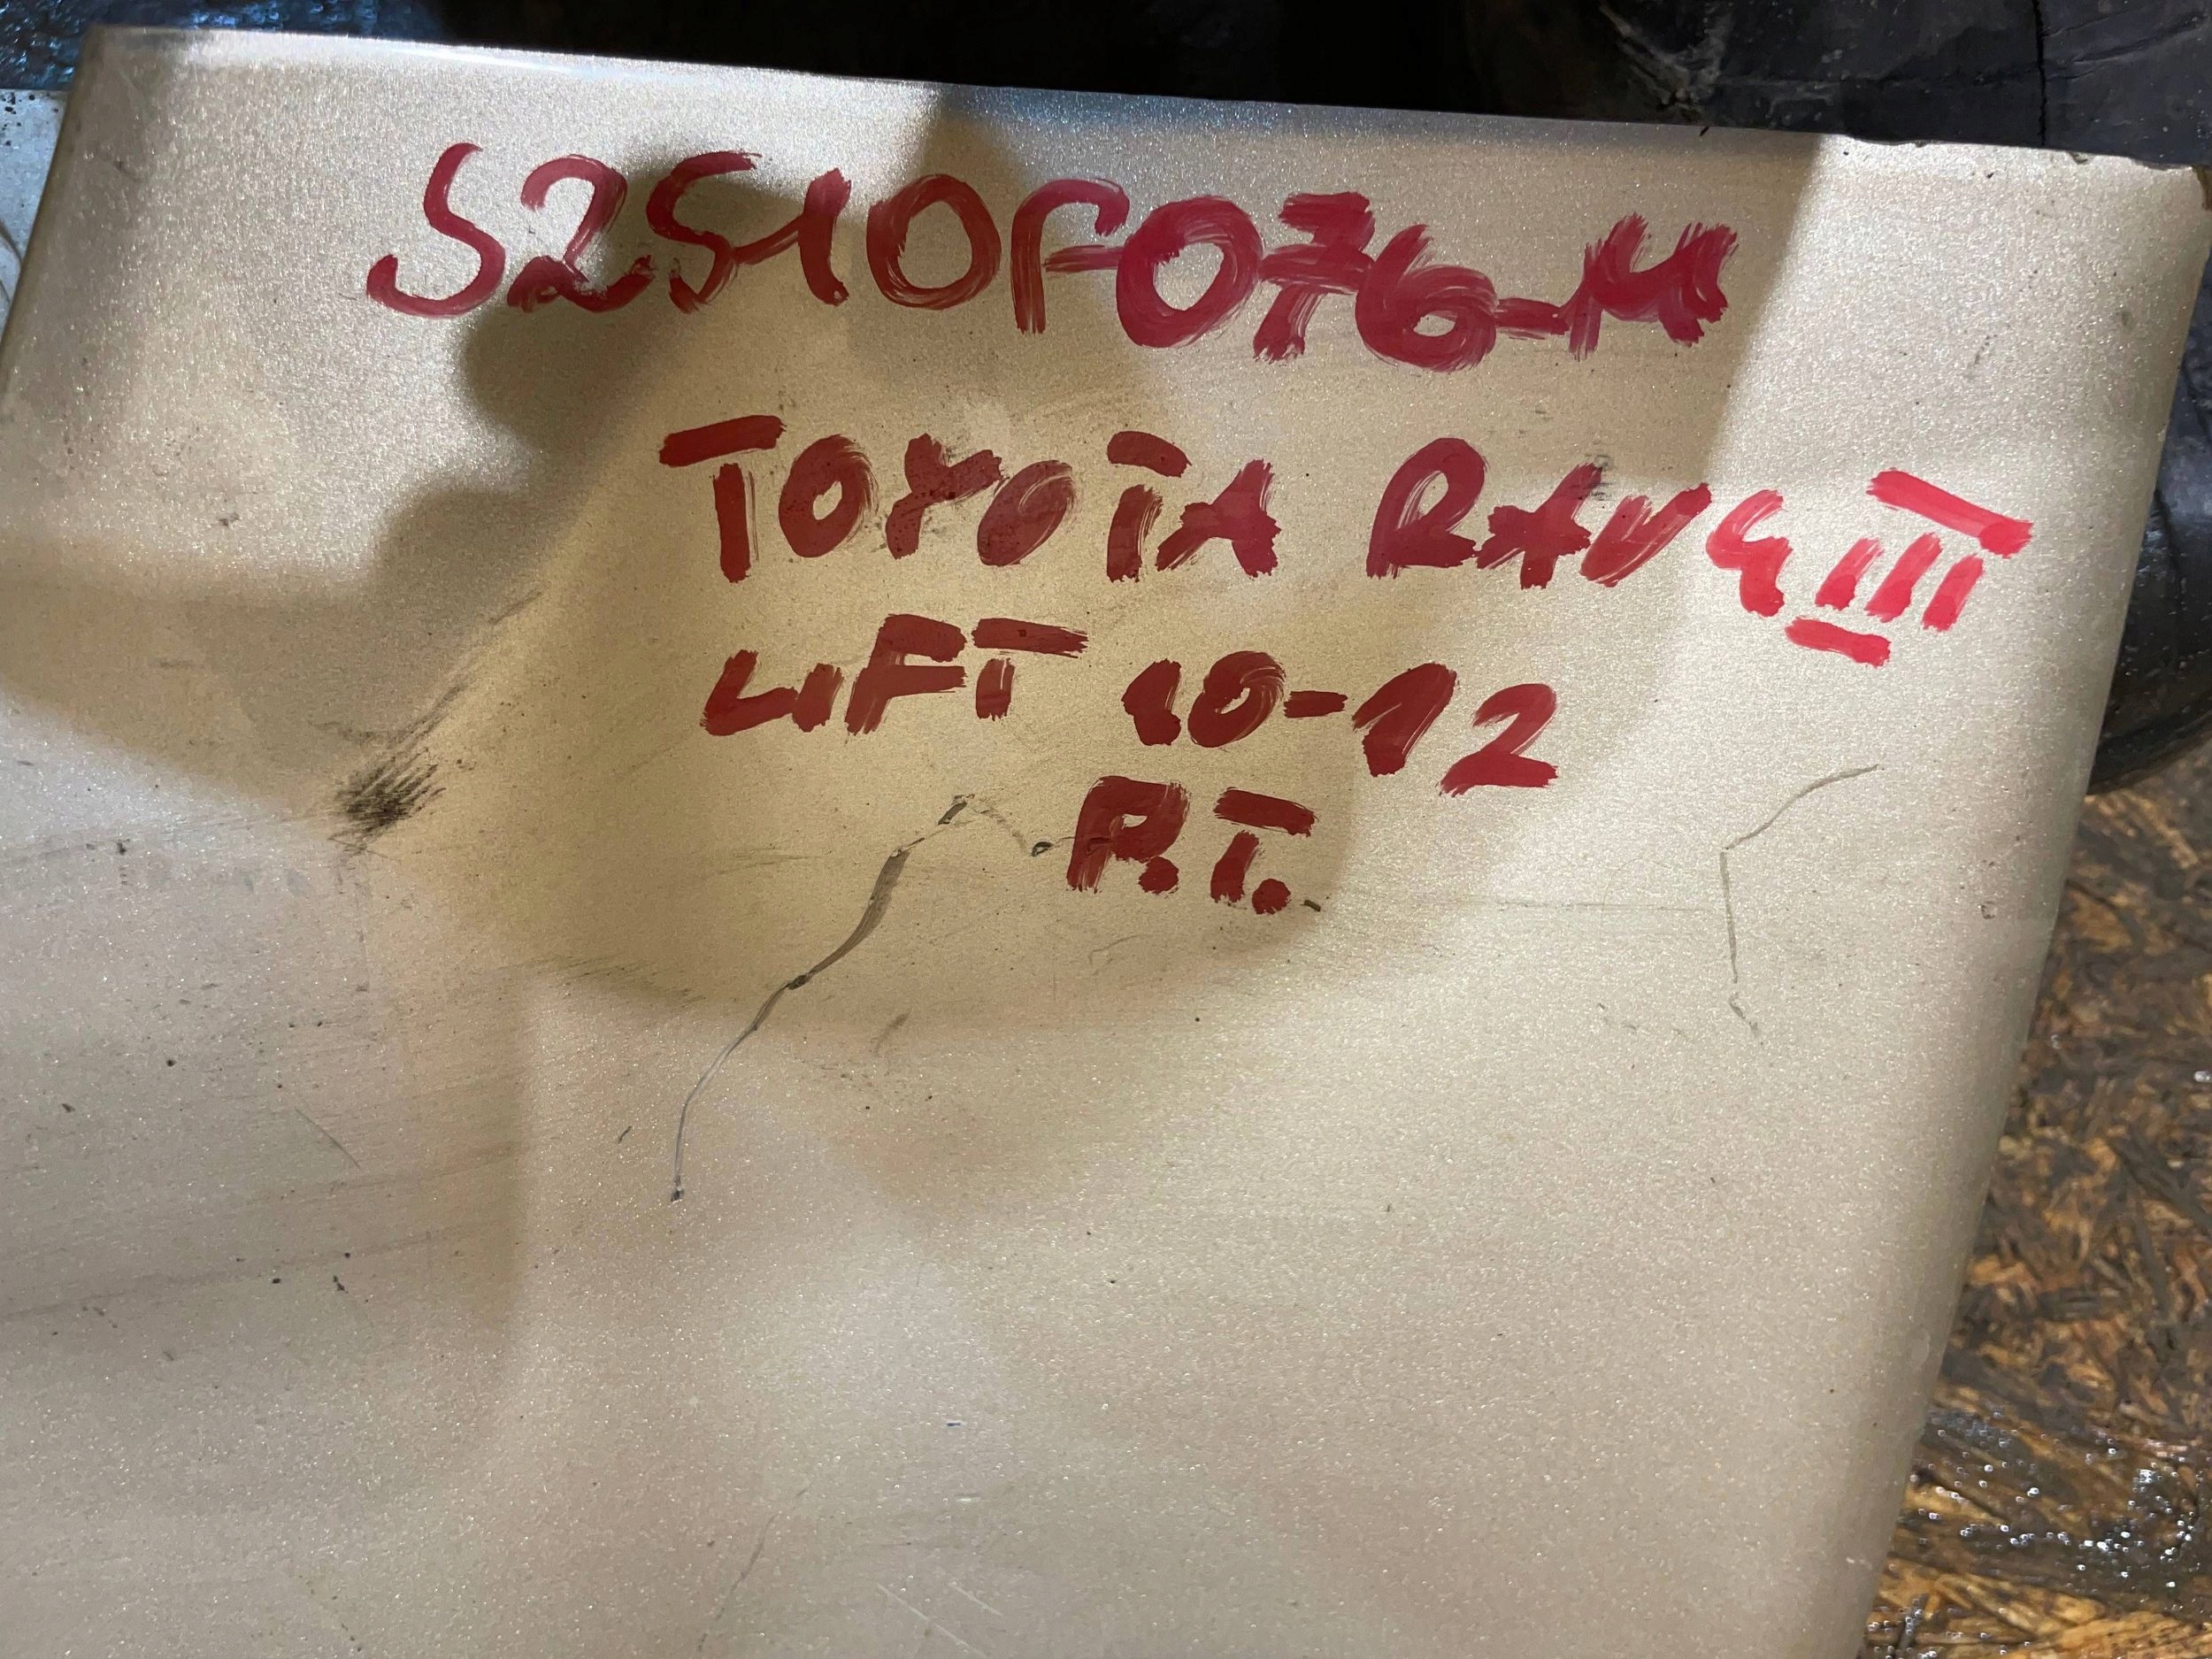 52510F076-M
TOYOTA RAV4 III
LIFT 10-12
P.T.